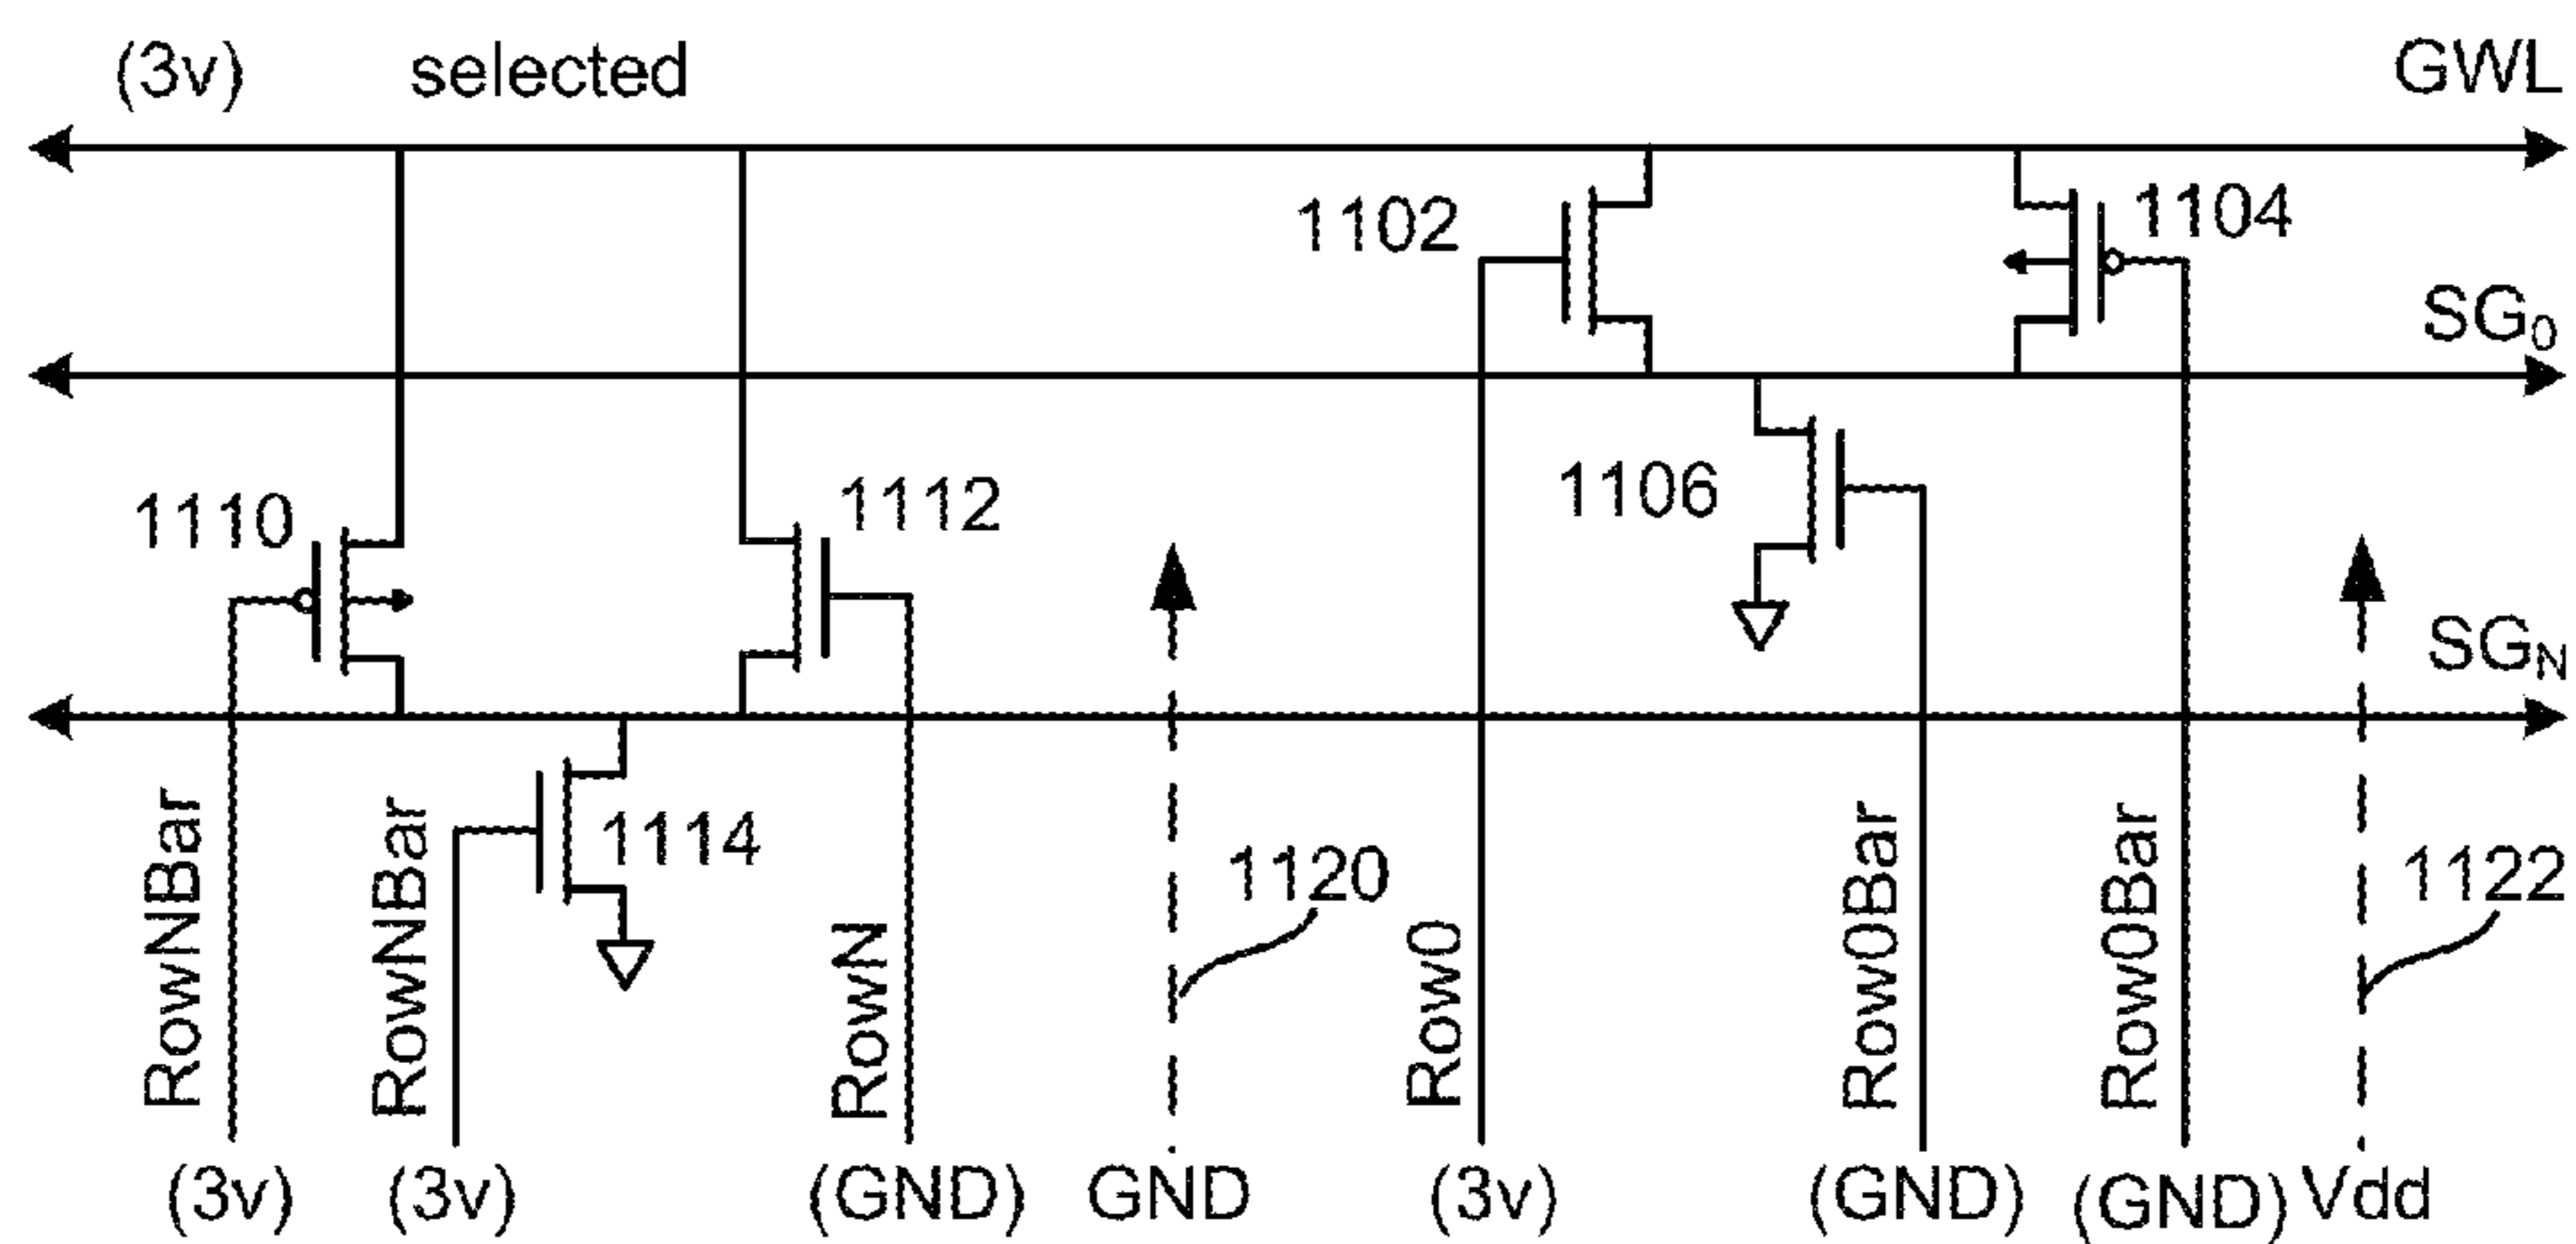 (3v) selected GWL
1102 1104
SG0
1110 1112 1106
SGN
RowNBar RowNBar 1114 RowN 1120 Row0 Row0Bar Row0Bar 1122
(3v) (3v) (GND) GND (3v) (GND) (GND) Vdd